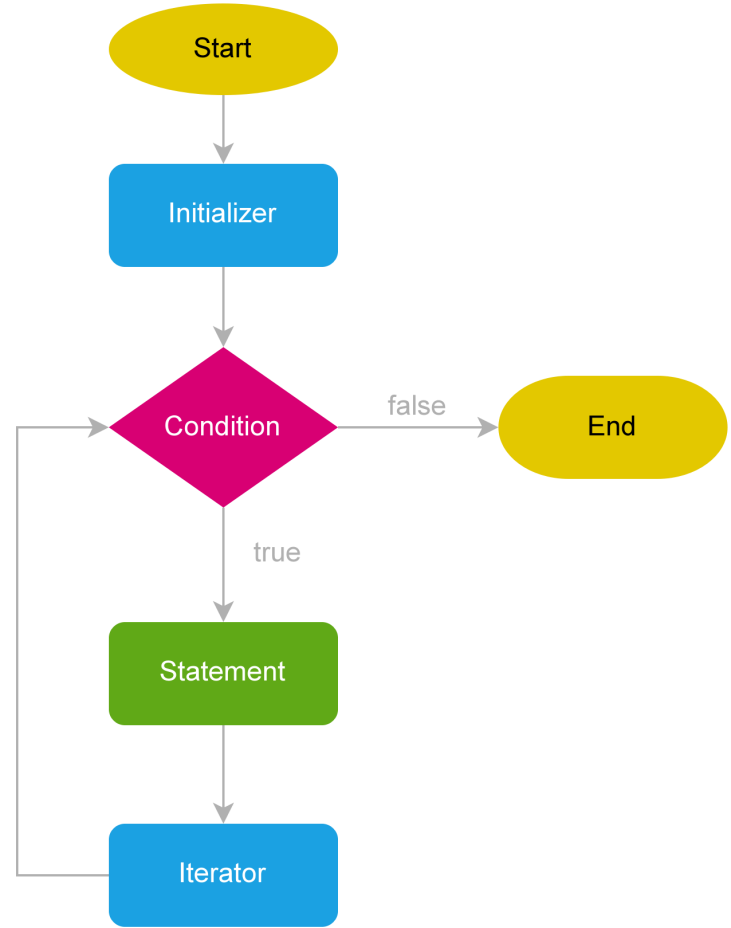 Start
Initializer
Condition
false
End
true
Statement
Iterator